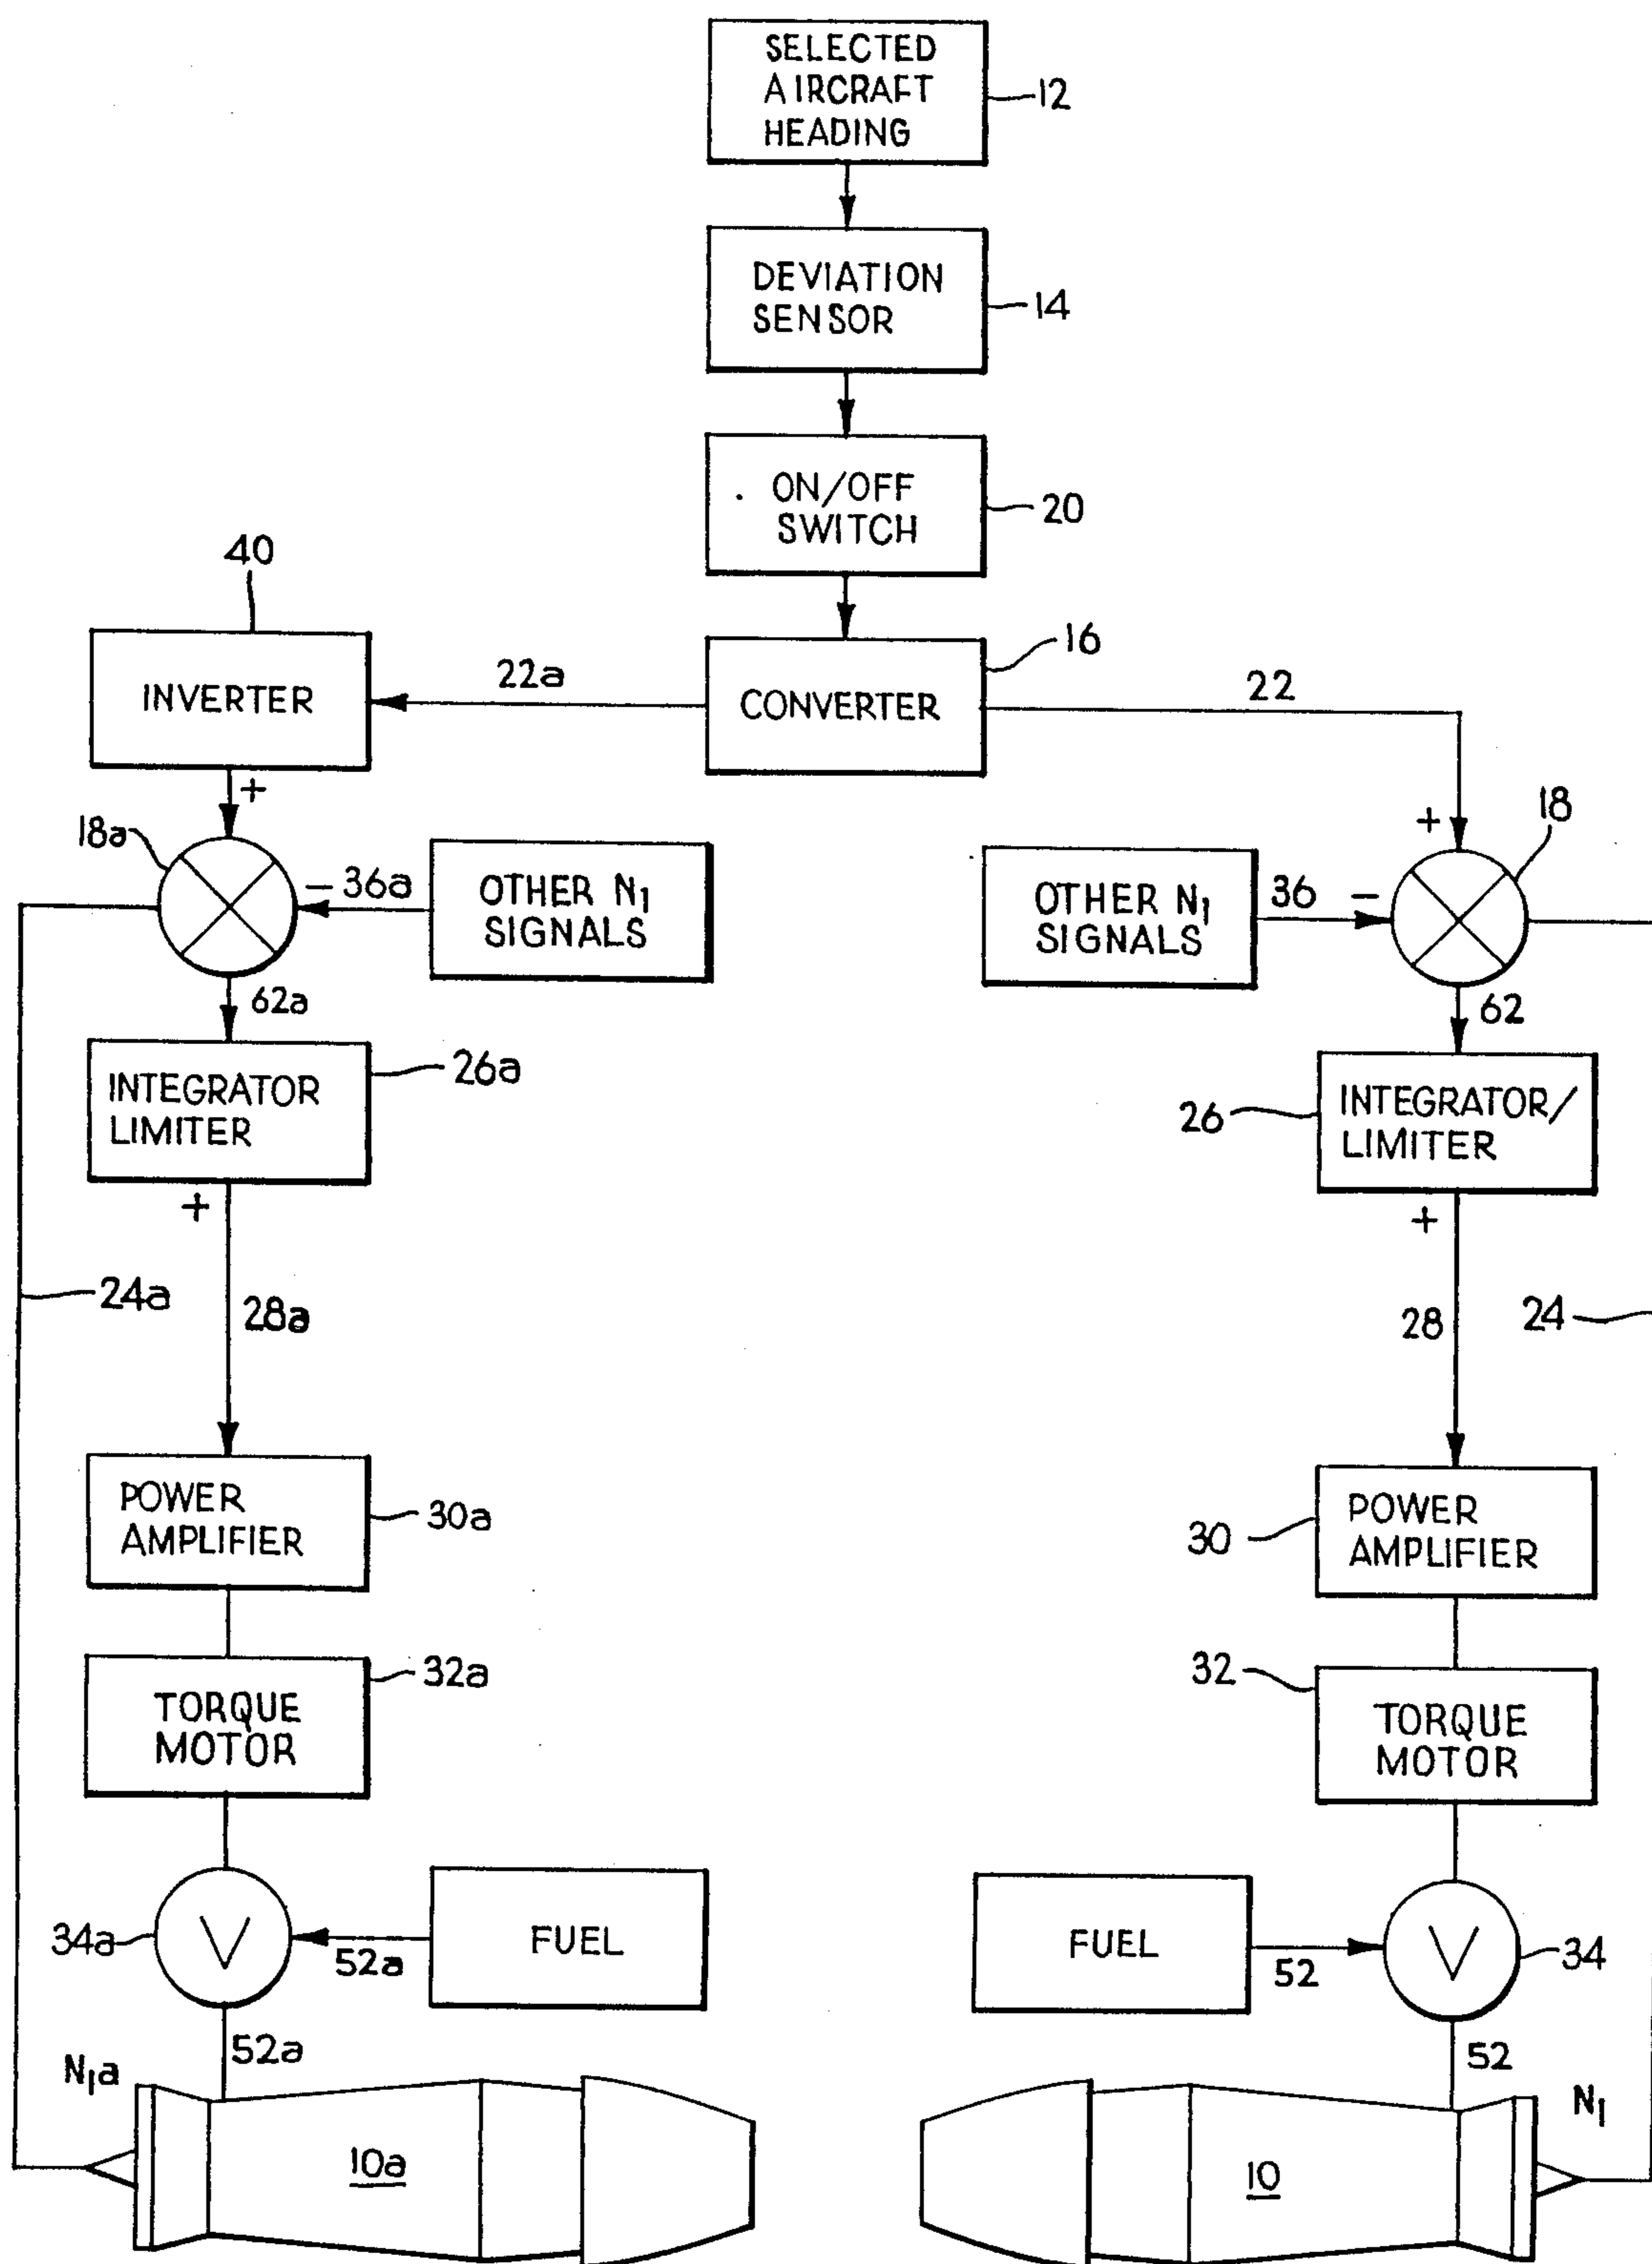 SELECTED
AIRCRAFT
HEADING
12
DEVIATION
SENSOR
14
ON/OFF
SWITCH
20
40
16
INVERTER
22a
CONVERTER
22
+
18a
- 36a
OTHER N1
SIGNALS
OTHER N1
SIGNALS
36 -
+
18
62a
62
INTEGRATOR
LIMITER
26a
26
INTEGRATOR/
LIMITER
+
+
24a
28a
28
24
POWER
AMPLIFIER
30a
30
POWER
AMPLIFIER
32a
32
TORQUE
MOTOR
TORQUE
MOTOR
34a
V
52a
FUEL
FUEL
52
V
34
N1a
52a
52
N1
10a
10